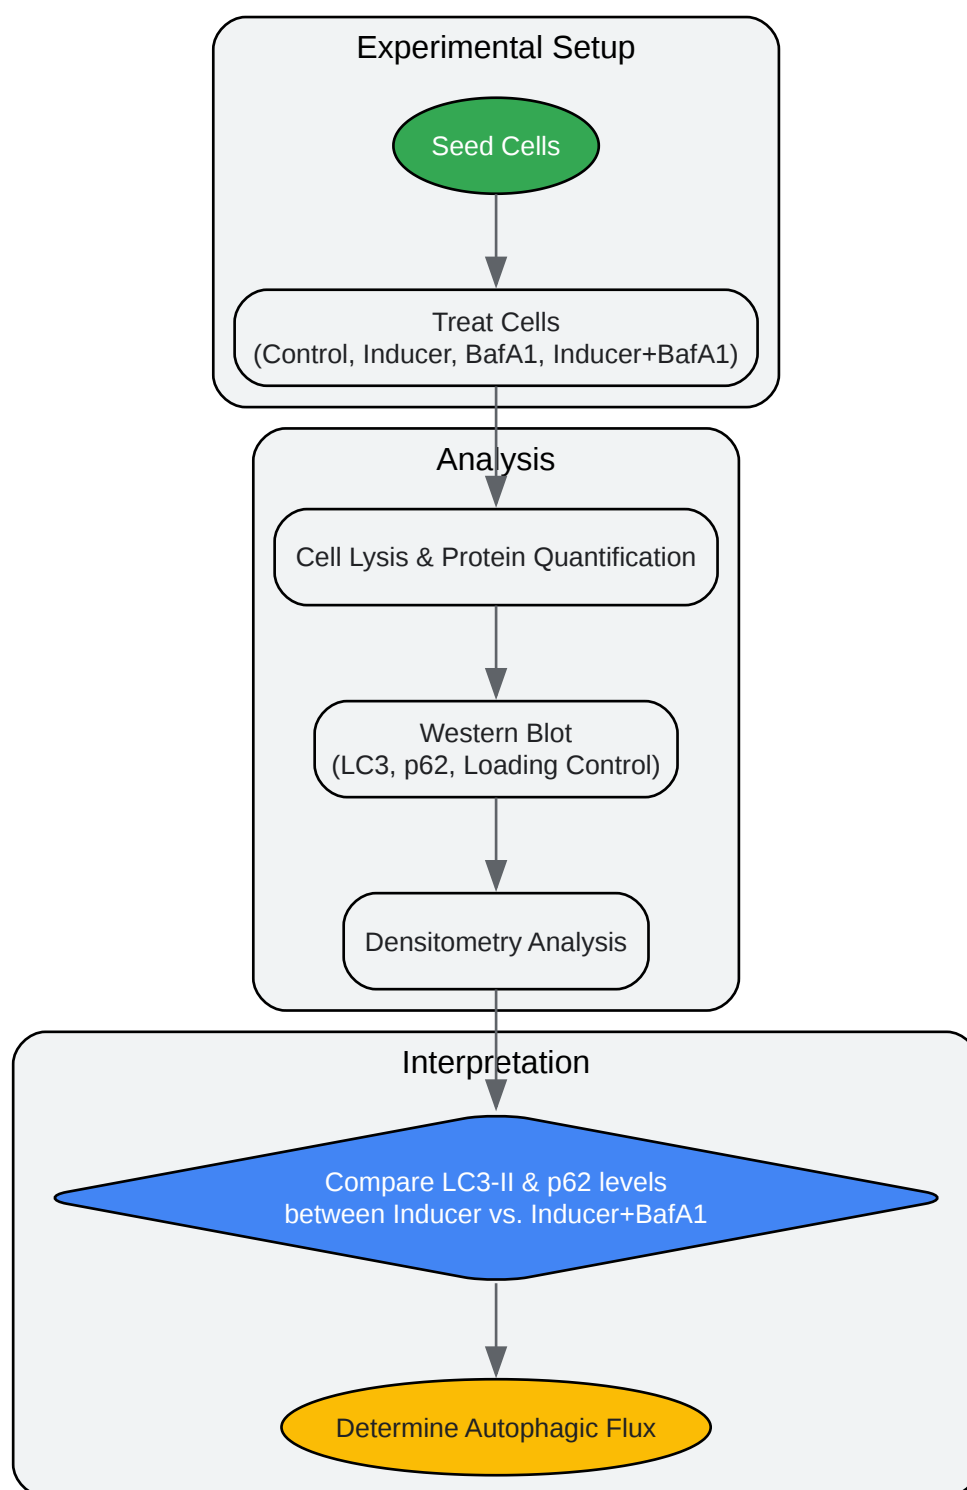 Experimental Setup
Seed Cells
Treat Cells
(Control, Inducer, BafA1, Inducer+BafA1)
Analysis
Cell Lysis & Protein Quantification
Western Blot
(LC3, p62, Loading Control)
Densitometry Analysis
Interpretation
Compare LC3-II & p62 levels
between Inducer vs. Inducer+BafA1
Determine Autophagic Flux